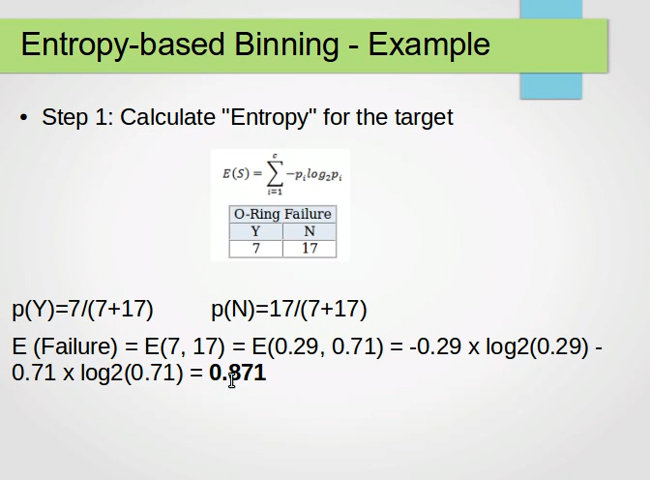 Entropy-based Binning - Example
• Step 1: Calculate "Entropy" for the target
E(S) = ∑ᶜᵢ₌₁ −pᵢlog₂pᵢ
O-Ring Failure
Y N
7 17
p(Y)=7/(7+17) p(N)=17/(7+17)
E (Failure) = E(7, 17) = E(0.29, 0.71) = -0.29 x log2(0.29) -
0.71 x log2(0.71) = 0.871